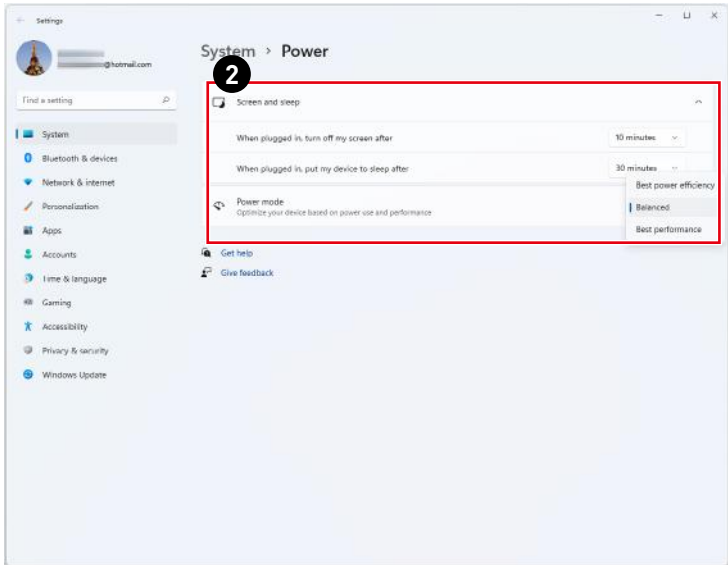 Settings
@hotmail.com
Find a setting
System
Bluetooth & devices
Network & internet
Personalization
Apps
Accounts
Time & language
Gaming
Accessibility
Privacy & security
Windows Update
System > Power
2
Screen and sleep
When plugged in, turn off my screen after 10 minutes
When plugged in, put my device to sleep after 30 minutes
Power mode
Optimize your device based on power use and performance
Best power efficiency
Balanced
Best performance
Get help
Give feedback